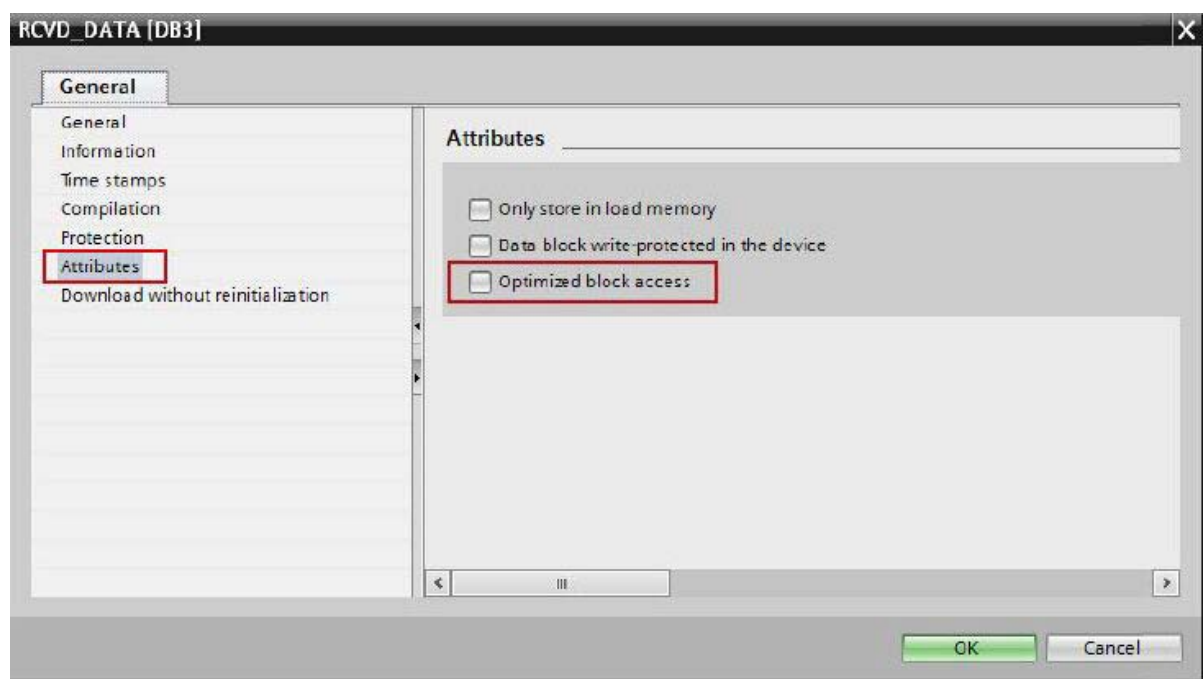 RCVD_DATA [DB3]
General
General
Information
Time stamps
Compilation
Protection
Attributes
Download without reinitialization
Attributes
Only store in load memory
Data block write-protected in the device
Optimized block access
OK
Cancel